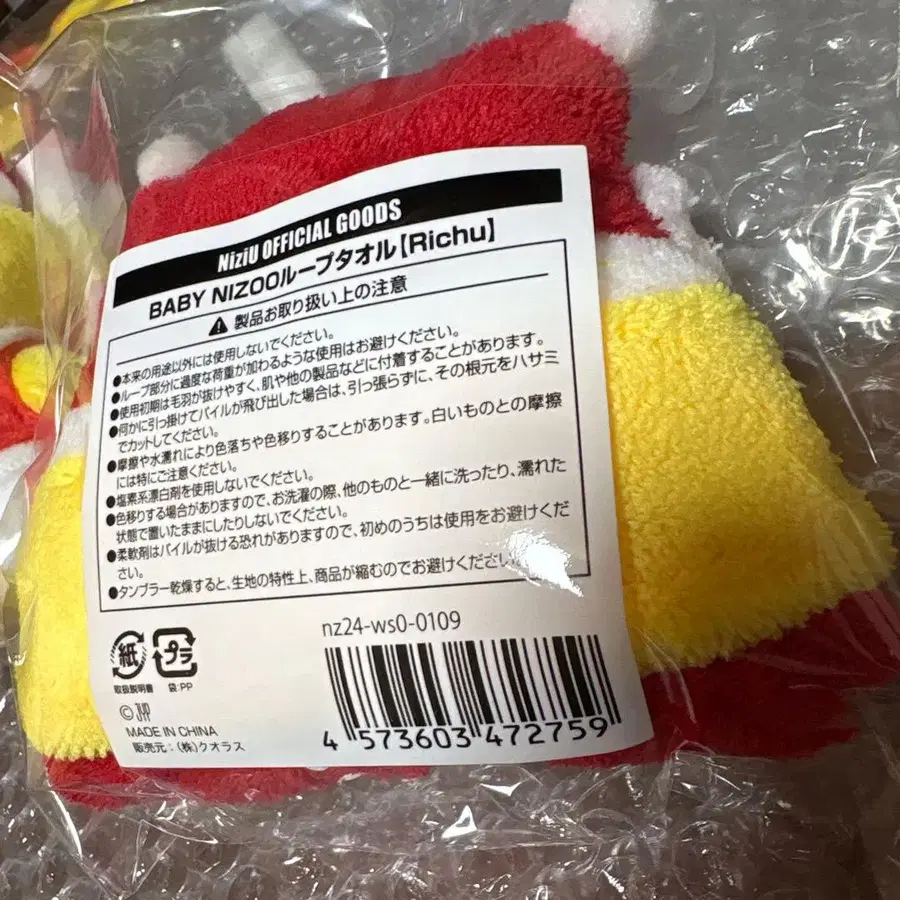 NiziU OFFICIAL GOODS
BABY NIZOOループタオル【Richu】
製品お取り扱い上の注意
●本来の用途以外には使用しないでください。
●ループ部分に過度な荷重が加わるような使用はお避けください。
●使用初期は毛羽が抜けやすく、肌や他の製品などに付着することがあります。
●何かに引っ掛けてパイルが飛び出した場合は、引っ張らずに、その根元をハサミ
でカットしてください。
●摩擦や水濡れにより色落ちや色移りすることがあります。白いものとの摩擦
には特にご注意ください。
●塩素系漂白剤を使用しないでください。
●色移りする場合がありますので、お洗濯の際、他のものと一緒に洗ったり、濡れた
状態で置いたままにしたりしないでください。
●柔軟剤はパイルが抜ける恐れがありますので、初めのうちは使用をお避けくだ
さい。
●タンブラー乾燥すると、生地の特性上、商品が縮むのでお避けください。
nz24-ws0-0109
紙 プラ
取扱説明書 袋:PP
© JYP
MADE IN CHINA
販売元:(株)クオラス
4 573603 472759